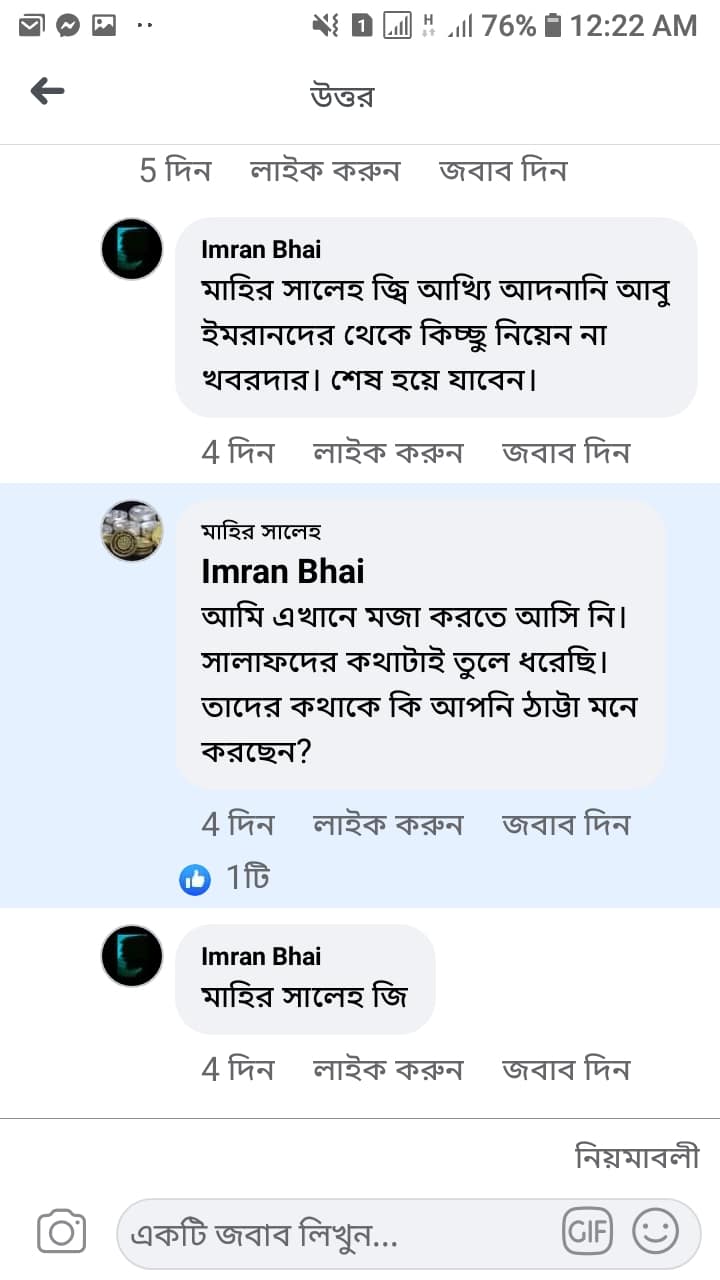 1 H 76% 12:22 AM
উত্তর
5 দিন লাইক করুন জবাব দিন
Imran Bhai
মাহির সালেহ জ্বি আখ্যি আদনানি আবু
ইমরানদের থেকে কিচ্ছু নিয়েন না
খবরদার। শেষ হয়ে যাবেন।
4 দিন লাইক করুন জবাব দিন
মাহির সালেহ
Imran Bhai
আমি এখানে মজা করতে আসি নি।
সালাফদের কথাটাই তুলে ধরেছি।
তাদের কথাকে কি আপনি ঠাট্টা মনে
করছেন?
4 দিন লাইক করুন জবাব দিন
1টি
Imran Bhai
মাহির সালেহ জি
4 দিন লাইক করুন জবাব দিন
নিয়মাবলী
একটি জবাব লিখুন... GIF